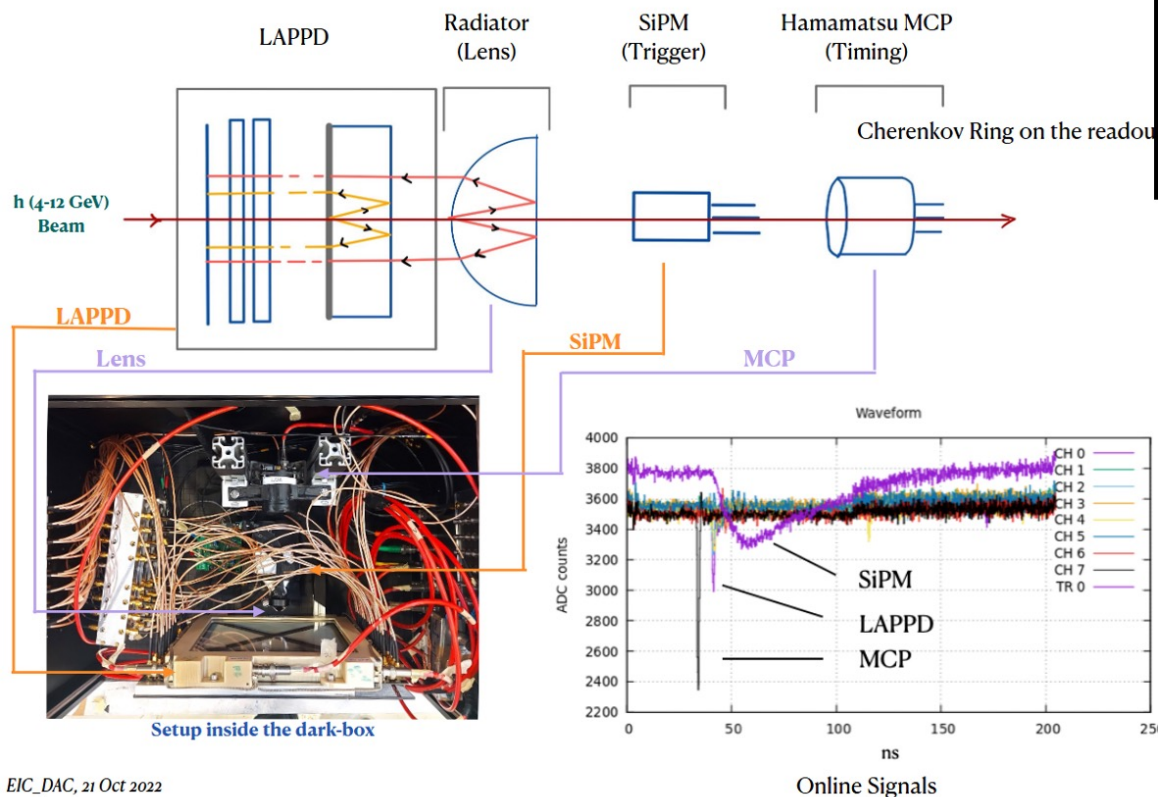 LAPPD
Radiator
(Lens)
SiPM
(Trigger)
Hamamatsu MCP
(Timing)
Cherenkov Ring on the readou
h (4-12 GeV)
Beam
LAPPD
Lens
SiPM
MCP
Setup inside the dark-box
Waveform
ADC counts
4000
3800
3600
3400
3200
3000
2800
2600
2400
2200
CH 0
CH 1
CH 2
CH 3
CH 4
CH 5
CH 6
CH 7
TR 0
SiPM
LAPPD
MCP
0
50
100
150
200
250
ns
Online Signals
EIC_DAC, 21 Oct 2022